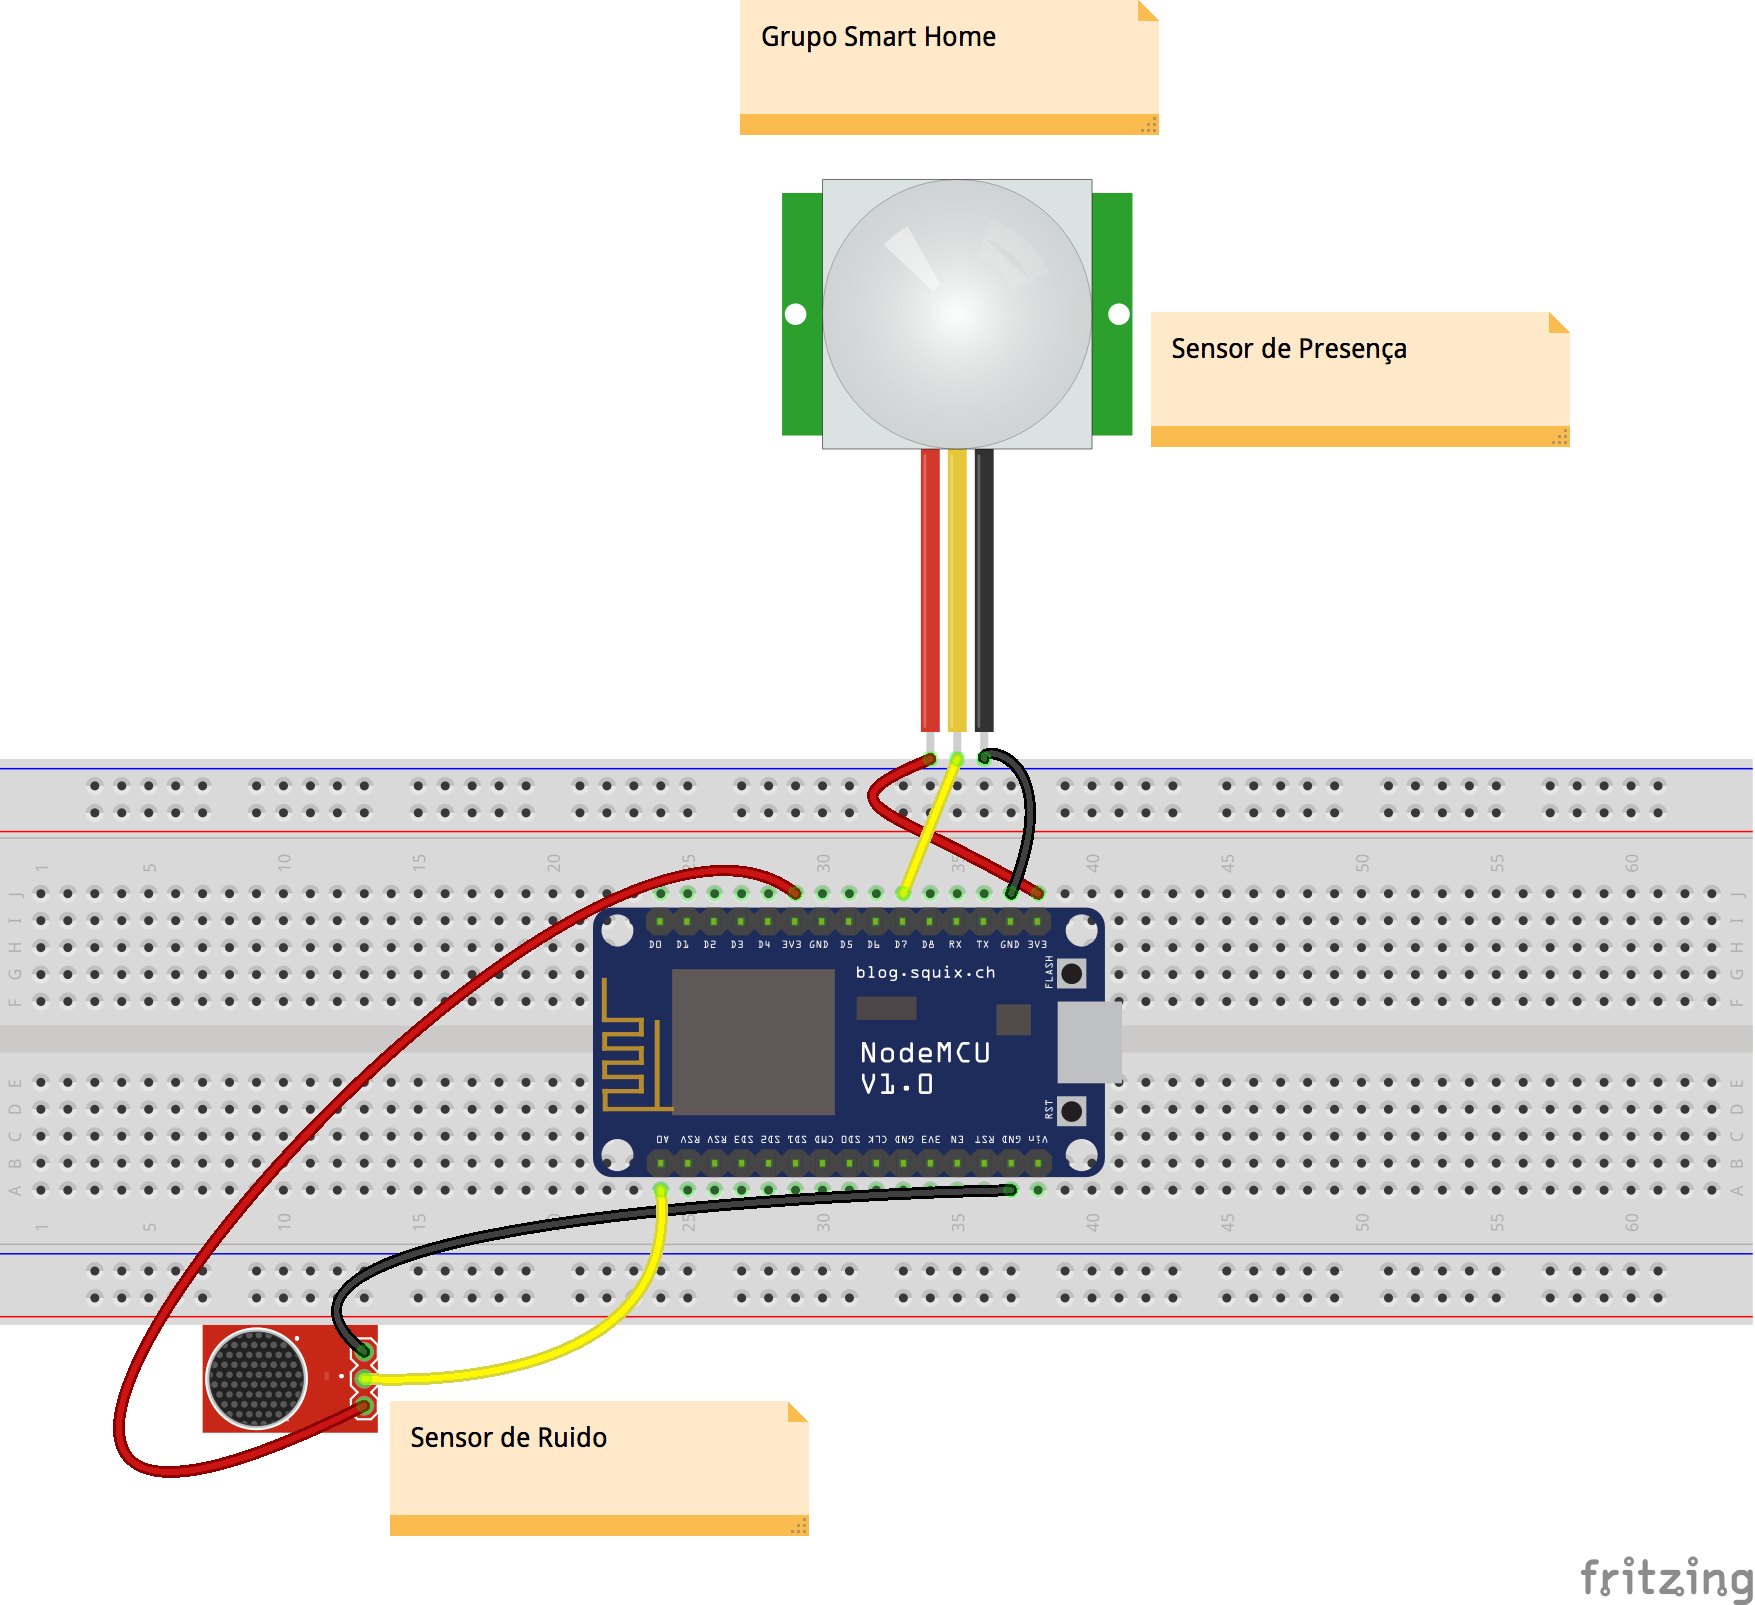 Grupo Smart Home
Sensor de Presença
1 5 10 15 20 25 30 35 40 45 50 55 60
J J
I I
H H
G G
F F
D0 D1 D2 D3 D4 3V3 GND D5 D6 D7 D8 RX TX GND 3V3
blog.squix.ch
FLASH
NodeMCU
V1.0
RST
E E
D D
C C
B B
A A
A0 RSV RSV SD3 SD2 SD1 CMD SD0 CLK GND 3V3 EN RST GND Vin
1 5 10 15 20 25 30 35 40 45 50 55 60
Sensor de Ruido
fritzing